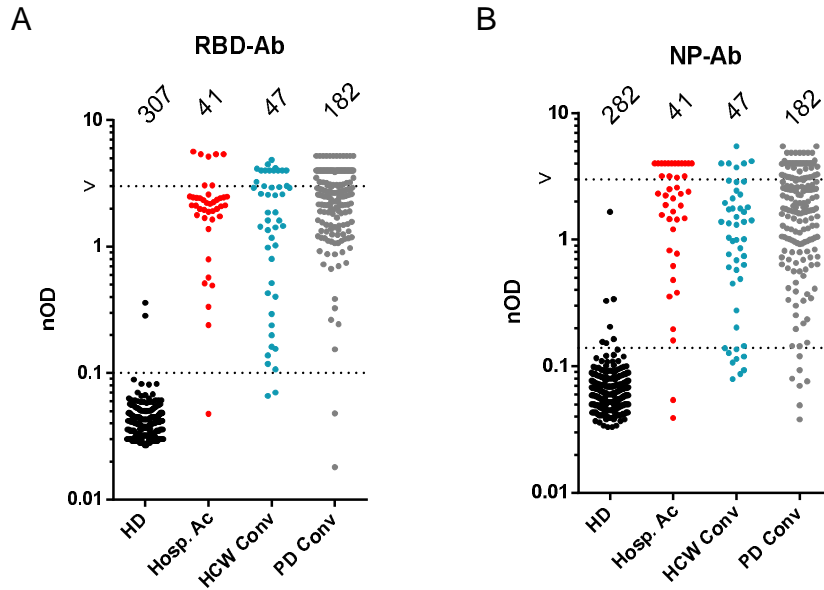 A
RBD-Ab
307 41 47 182
10
>
1
0.1
0.01
nOD
HD Hosp. Ac HCW Conv PD Conv
B
NP-Ab
282 41 47 182
10
>
1
0.1
0.01
nOD
HD Hosp. Ac HCW Conv PD Conv